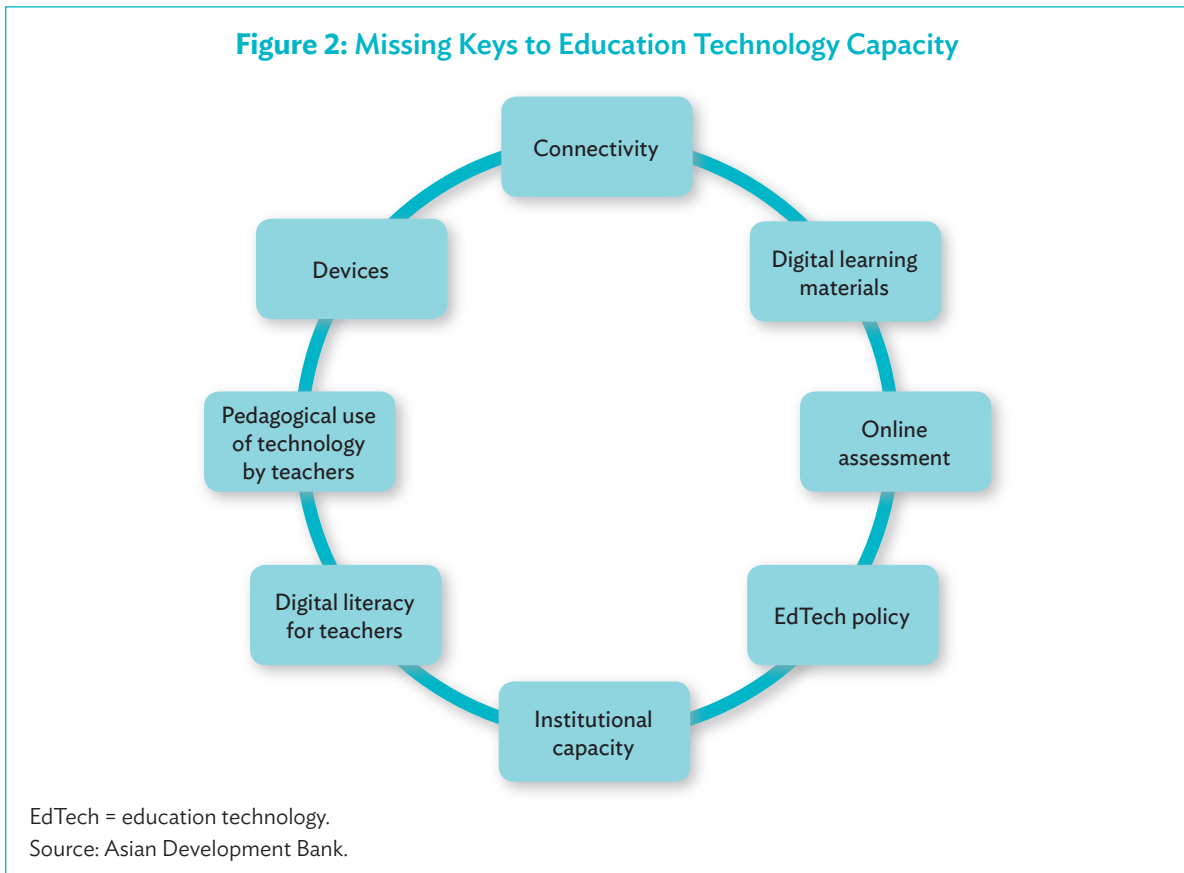 Figure 2: Missing Keys to Education Technology Capacity
Connectivity
Digital learning
materials
Online
assessment
EdTech policy
Institutional
capacity
Digital literacy
for teachers
Pedagogical use
of technology
by teachers
Devices
EdTech = education technology.
Source: Asian Development Bank.